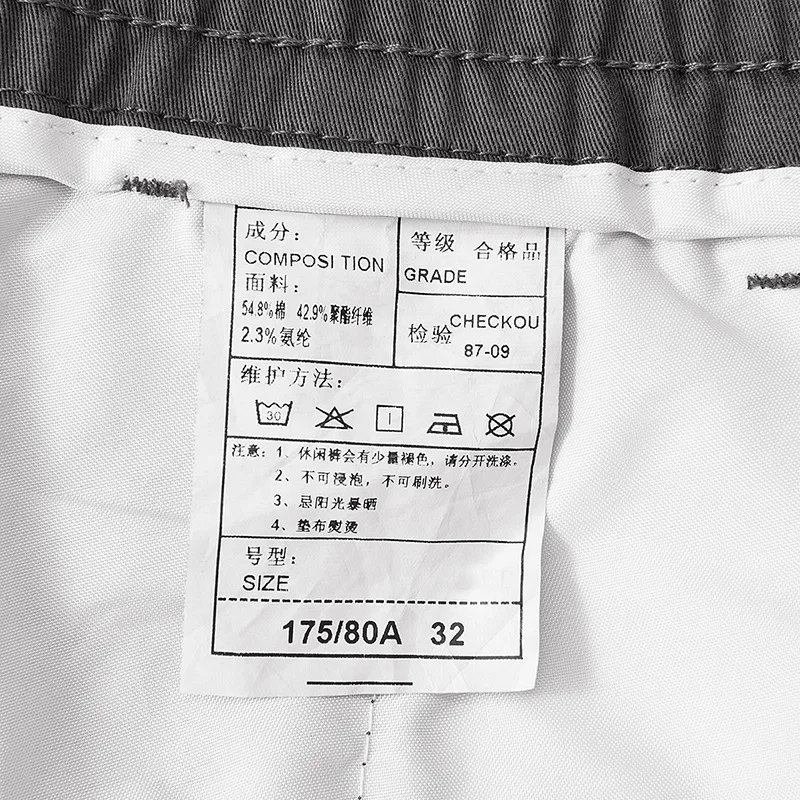 成分:
COMPOSI TION
面料:
54.8%棉 42.9%聚酯纤维
2.3%氨纶
等级 合格品
GRADE
检验 CHECKOU
87-09
维护方法:
30
注意: 1、休闲裤会有少量褪色, 请分开洗涤。
2、不可浸泡, 不可刷洗。
3、忌阳光暴晒
4、垫布熨烫
号型:
SIZE
175/80A 32